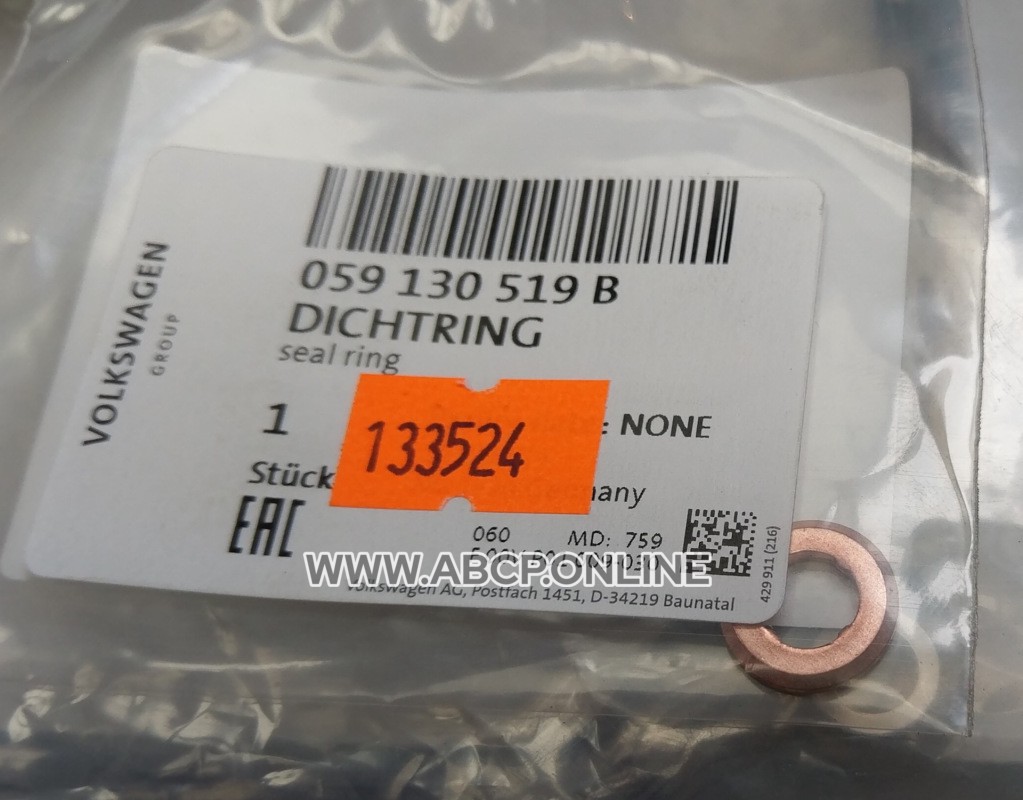 VOLKSWAGEN
GROUP
059 130 519 B
DICHTRING
seal ring
1
: NONE
133524
Stück
many
EAC
060 MD: 759
WWW.ABCP.ONLINE
Volkswagen AG, Postfach 1451, D-34219 Baunatal
429 911 (216)